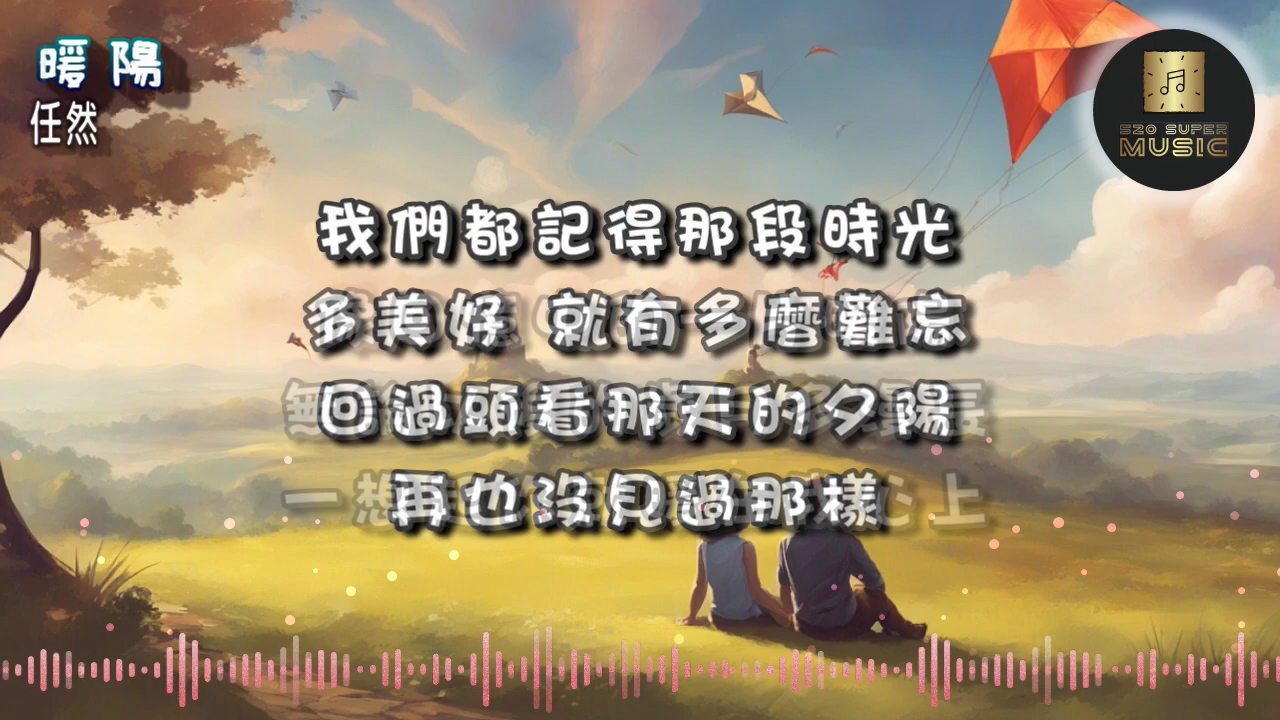 暖陽
任然
520 SUPER
MUSIC
我們都記得那段時光
多美好 就有多麿難忘
回過頭看那天的夕陽
再也沒見過那樣